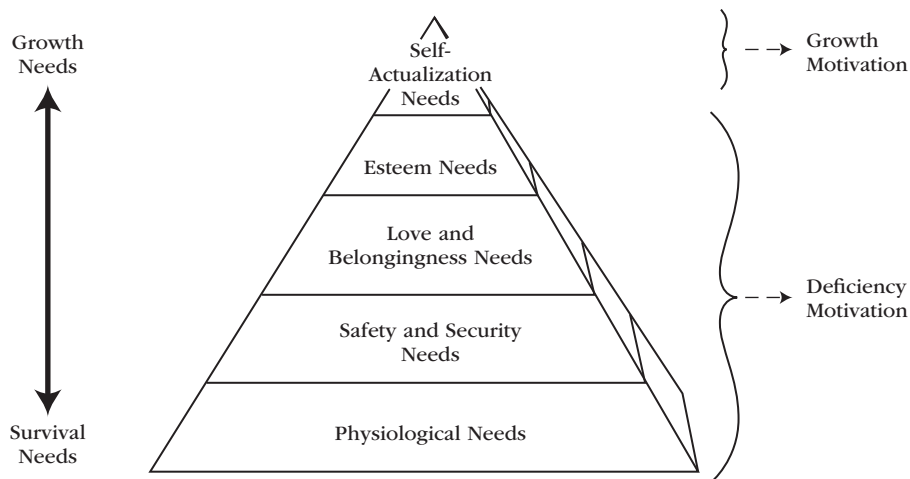 Growth
Needs
Self-
Actualization
Needs
Growth
Motivation
Esteem Needs
Love and
Belongingness Needs
Deficiency
Motivation
Safety and Security
Needs
Survival
Needs
Physiological Needs